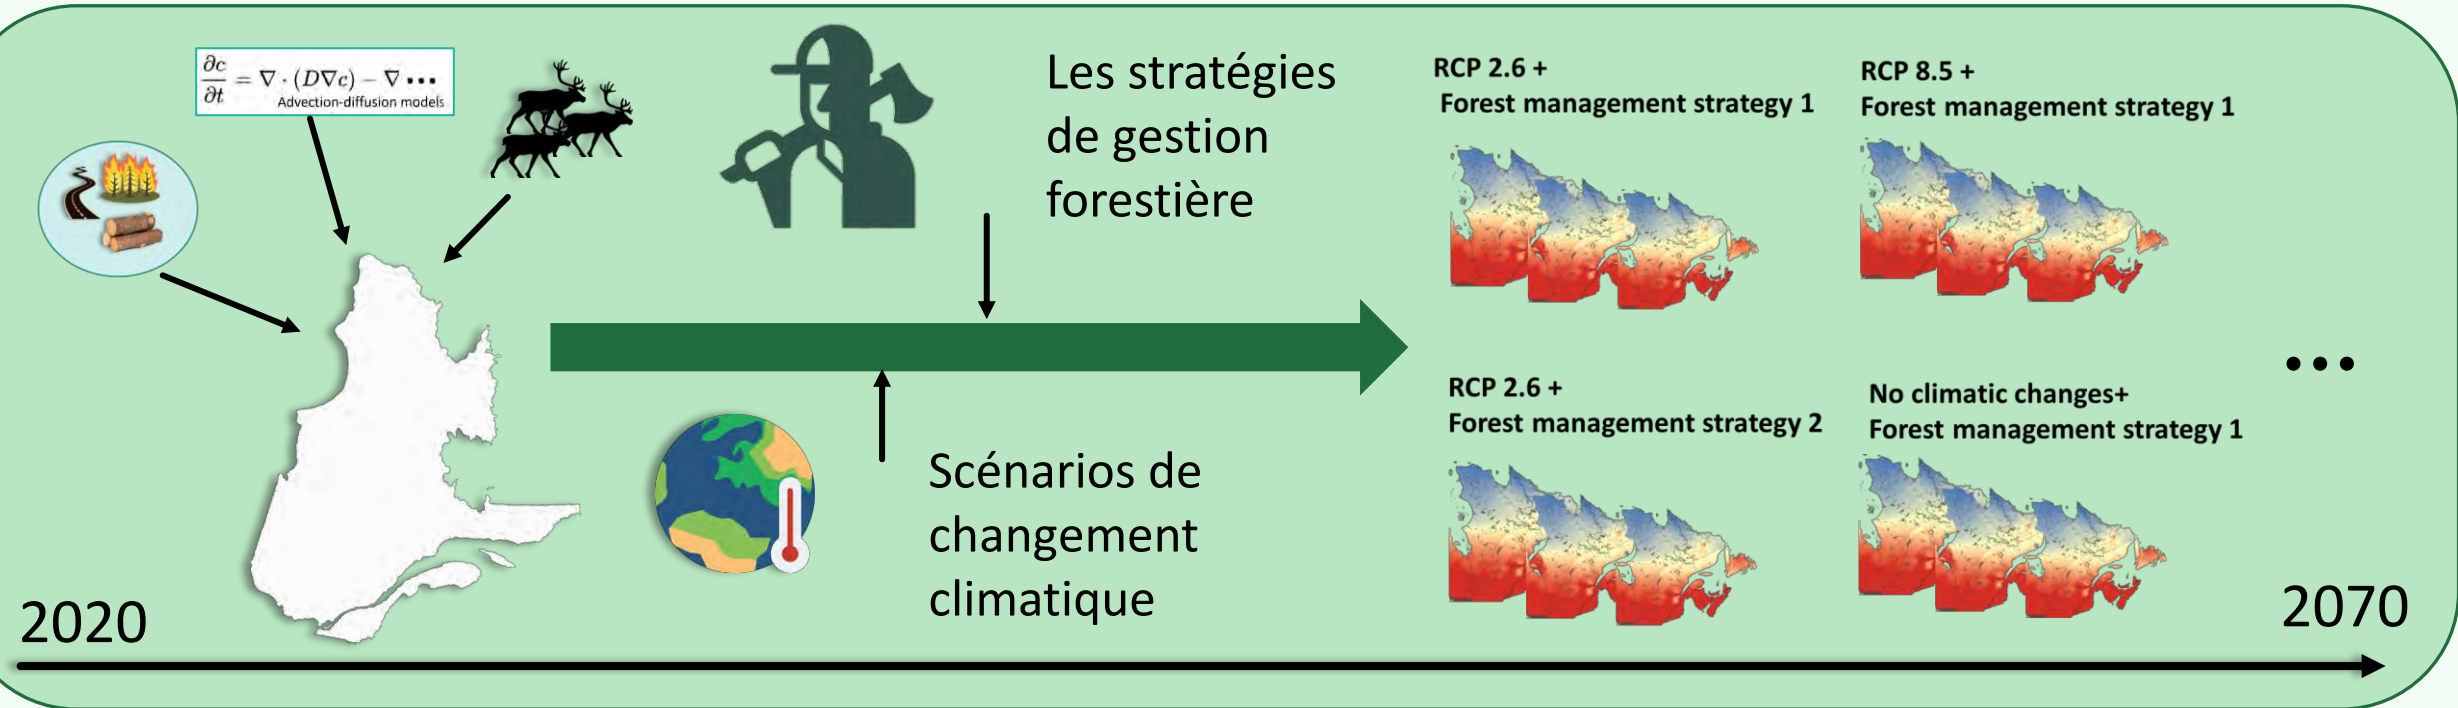 ∂c/∂t = ∇ · (D∇c) − ∇ ···
Advection-diffusion models
Les stratégies
de gestion
forestière
Scénarios de
changement
climatique
RCP 2.6 +
Forest management strategy 1
RCP 8.5 +
Forest management strategy 1
RCP 2.6 +
Forest management strategy 2
No climatic changes+
Forest management strategy 1
...
2020
2070